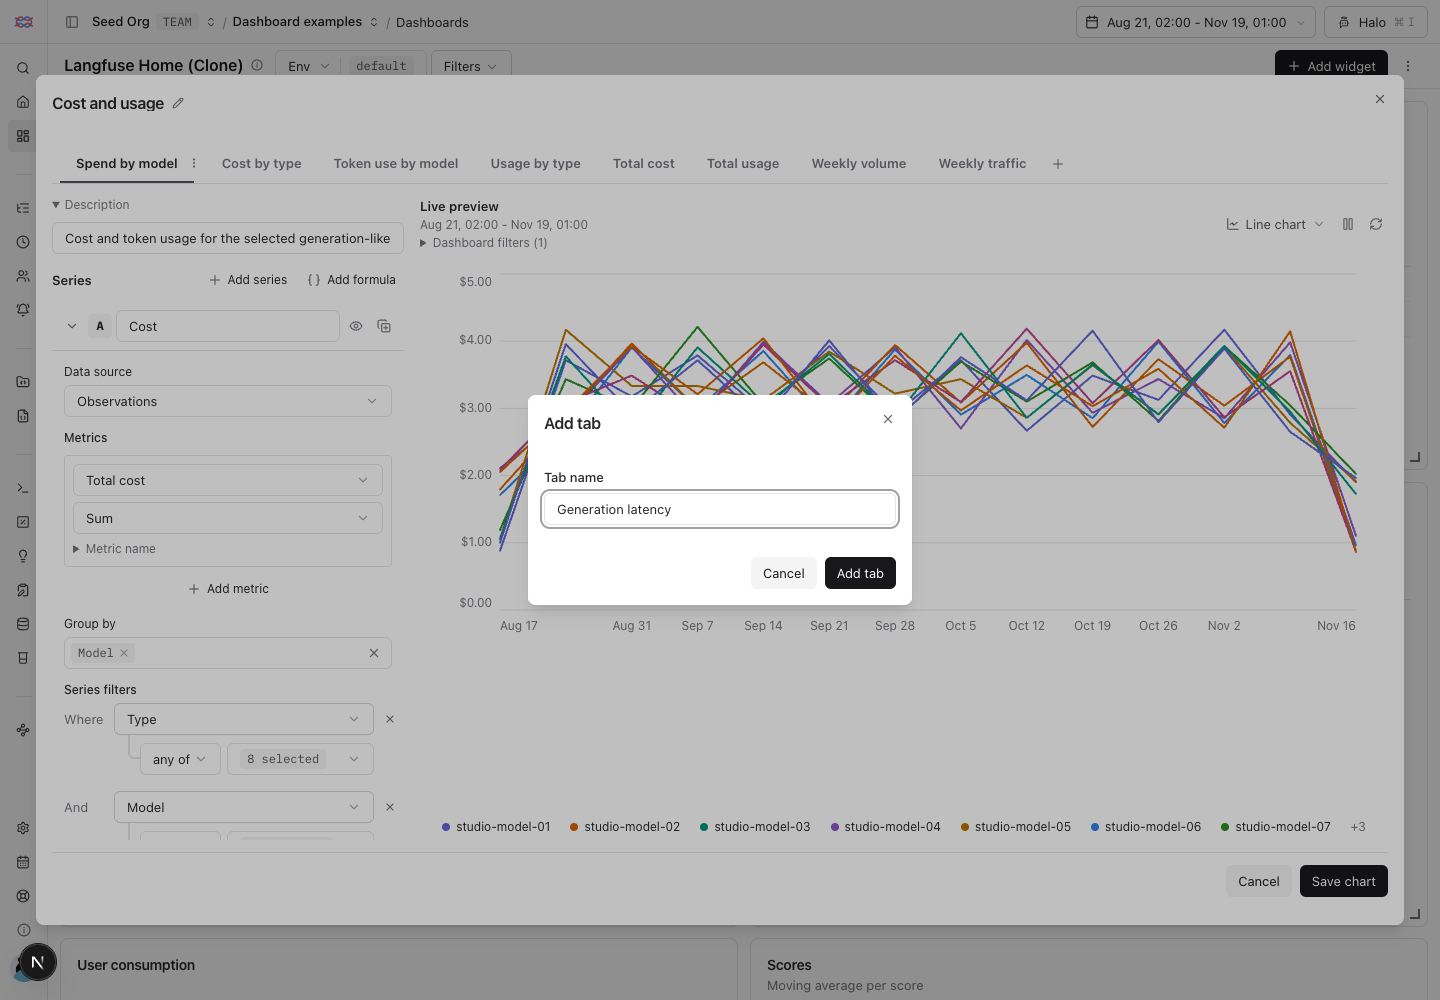 Seed Org TEAM / Dashboard examples / Dashboards
Aug 21, 02:00 - Nov 19, 01:00
Halo ⌘ I
Langfuse Home (Clone)
Env default
Filters
+ Add widget
Cost and usage
Spend by model
Cost by type
Token use by model
Usage by type
Total cost
Total usage
Weekly volume
Weekly traffic
Description
Cost and token usage for the selected generation-like
Series
Add series
{ } Add formula
A
Cost
Data source
Observations
Metrics
Total cost
Sum
Metric name
Add metric
Group by
Model
Series filters
Where
Type
any of
8 selected
And
Model
Live preview
Aug 21, 02:00 - Nov 19, 01:00
Dashboard filters (1)
Line chart
$5.00
$4.00
$3.00
$2.00
$1.00
$0.00
Aug 17
Aug 31
Sep 7
Sep 14
Sep 21
Sep 28
Oct 5
Oct 12
Oct 19
Oct 26
Nov 2
Nov 16
studio-model-01
studio-model-02
studio-model-03
studio-model-04
studio-model-05
studio-model-06
studio-model-07
+3
Add tab
Tab name
Generation latency
Cancel
Add tab
Cancel
Save chart
N
User consumption
Scores
Moving average per score